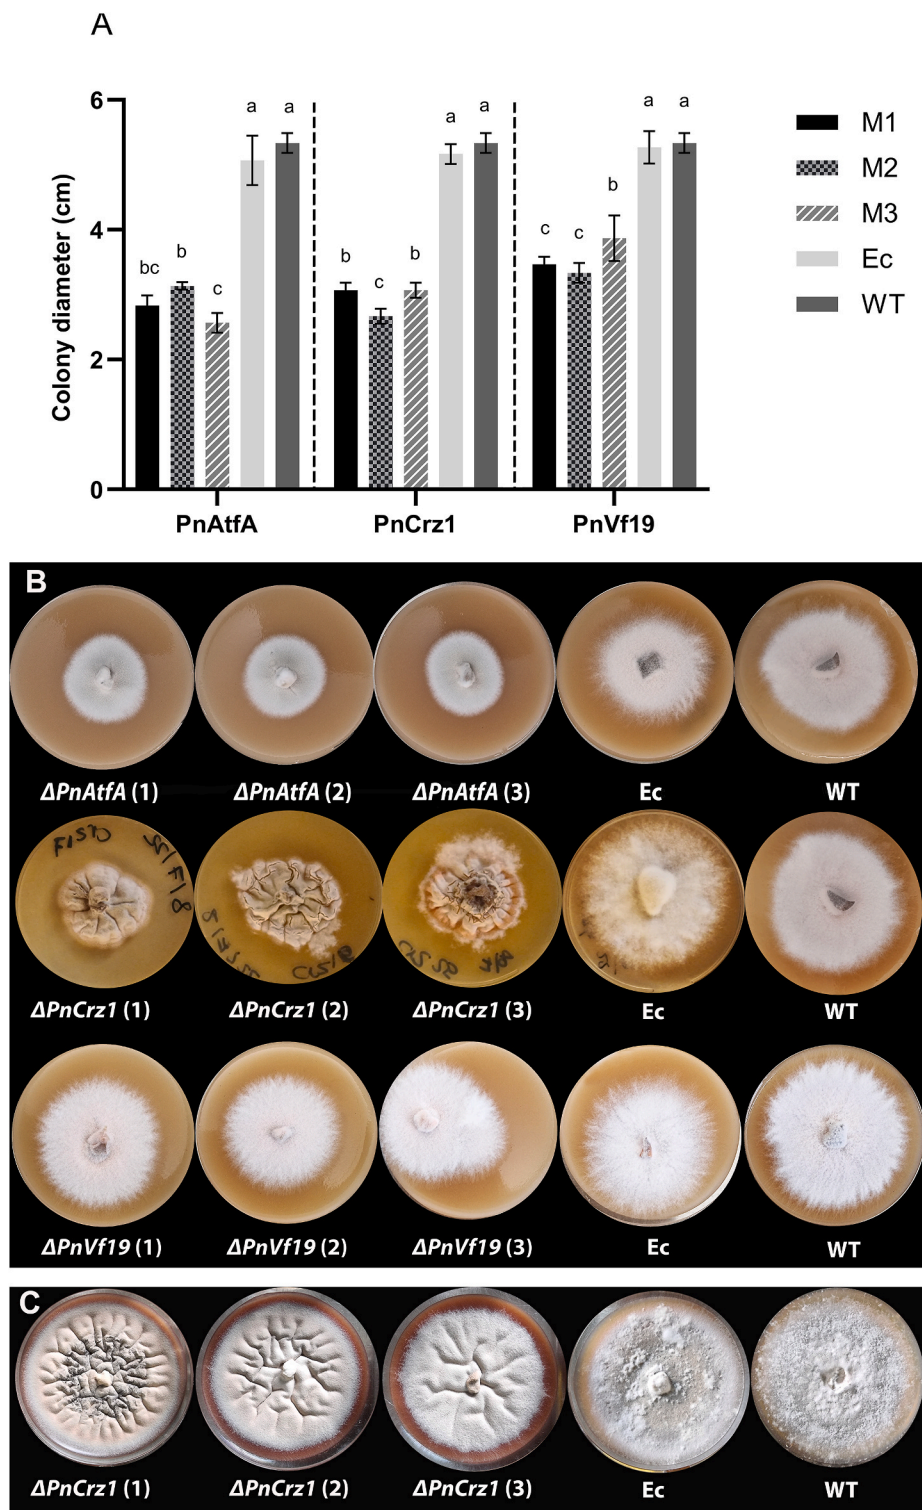 A
Colony diameter (cm)
6
4
2
0
bc
b
c
a
a
b
c
b
a
a
c
c
b
a
a
PnAtfA
PnCrz1
PnVf19
M1
M2
M3
Ec
WT
B
ΔPnAtfA (1)
ΔPnAtfA (2)
ΔPnAtfA (3)
Ec
WT
ΔPnCrz1 (1)
ΔPnCrz1 (2)
ΔPnCrz1 (3)
Ec
WT
ΔPnVf19 (1)
ΔPnVf19 (2)
ΔPnVf19 (3)
Ec
WT
C
ΔPnCrz1 (1)
ΔPnCrz1 (2)
ΔPnCrz1 (3)
Ec
WT